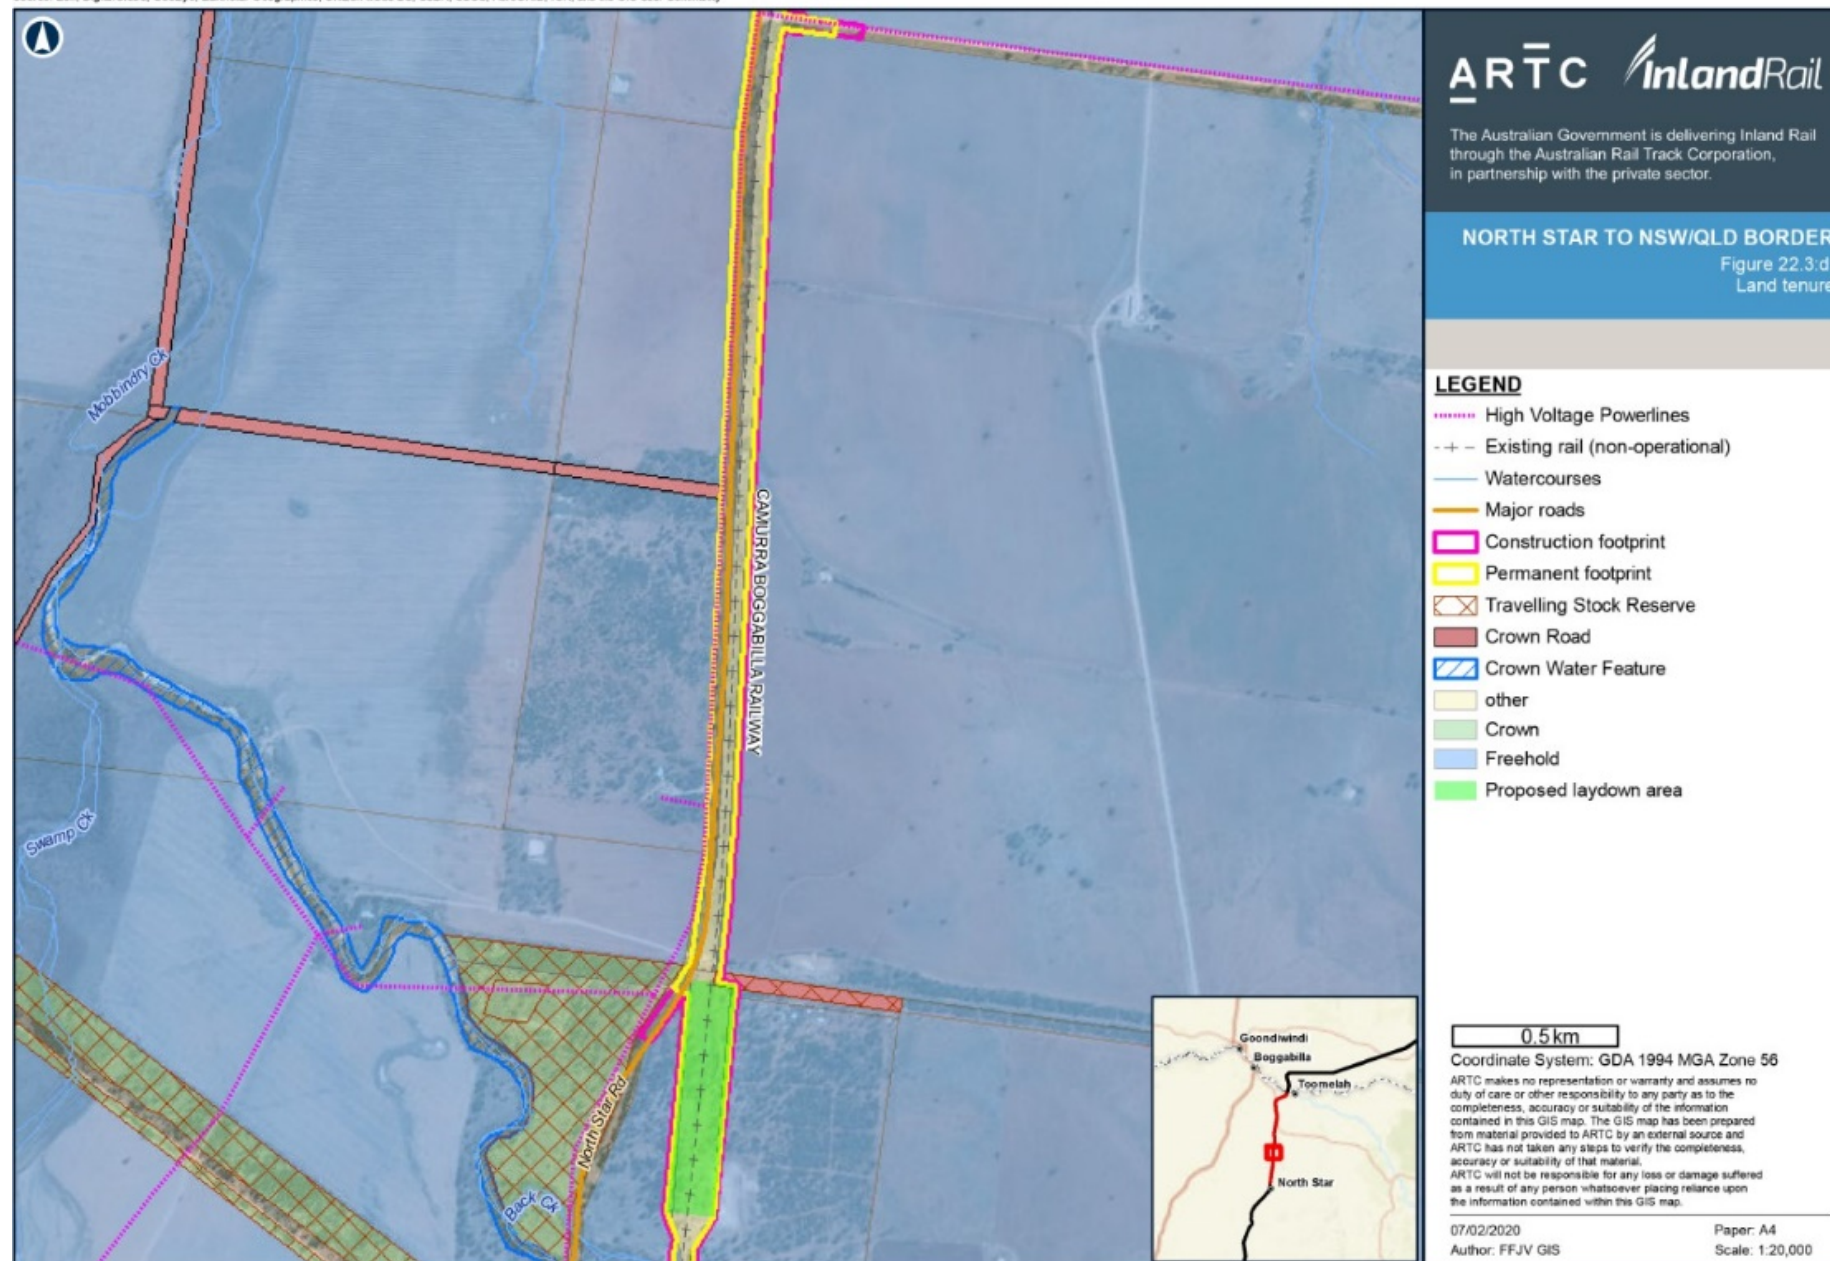 ARTC InlandRail
The Australian Government is delivering Inland Rail
through the Australian Rail Track Corporation,
in partnership with the private sector.
NORTH STAR TO NSW/QLD BORDER
Figure 22.3:d
Land tenure
LEGEND
High Voltage Powerlines
Existing rail (non-operational)
Watercourses
Major roads
Construction footprint
Permanent footprint
Travelling Stock Reserve
Crown Road
Crown Water Feature
other
Crown
Freehold
Proposed laydown area
0.5 km
Coordinate System: GDA 1994 MGA Zone 56
ARTC makes no representation or warranty and assumes no
duty of care or other responsibility to any party as to the
completeness, accuracy or suitability of the information
contained in this GIS map. The GIS map has been prepared
from material provided to ARTC by an external source and
ARTC has not taken any steps to verify the completeness,
accuracy or suitability of that material.
ARTC will not be responsible for any loss or damage suffered
as a result of any person whatsoever placing reliance upon
the information contained within this GIS map.
07/02/2020
Paper: A4
Author: FFJV GIS
Scale: 1:20,000
Mobbindry Ck
CAMURRA BOGGABILLA RAILWAY
Swamp Ck
North Star Rd
Back Ck
Goondiwindi
Boggabilla
Toomelah
North Star